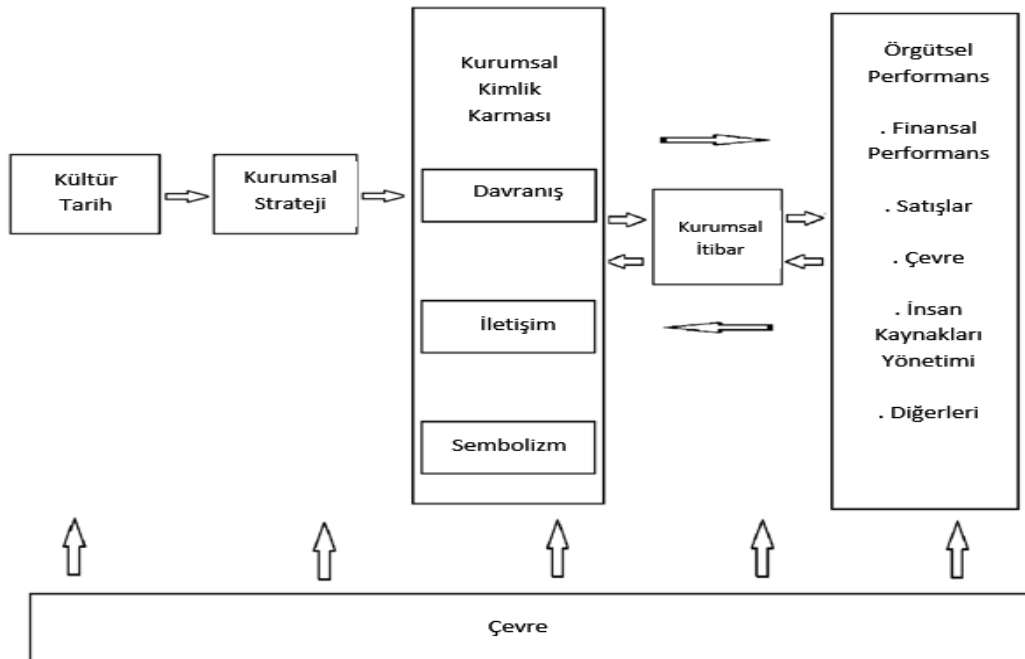 Kültür
Tarih
Kurumsal
Strateji
Kurumsal
Kimlik
Karması
Davranış
İletişim
Sembolizm
Kurumsal
İtibar
Örgütsel
Performans
. Finansal
Performans
. Satışlar
. Çevre
. İnsan
Kaynakları
Yönetimi
. Diğerleri
Çevre